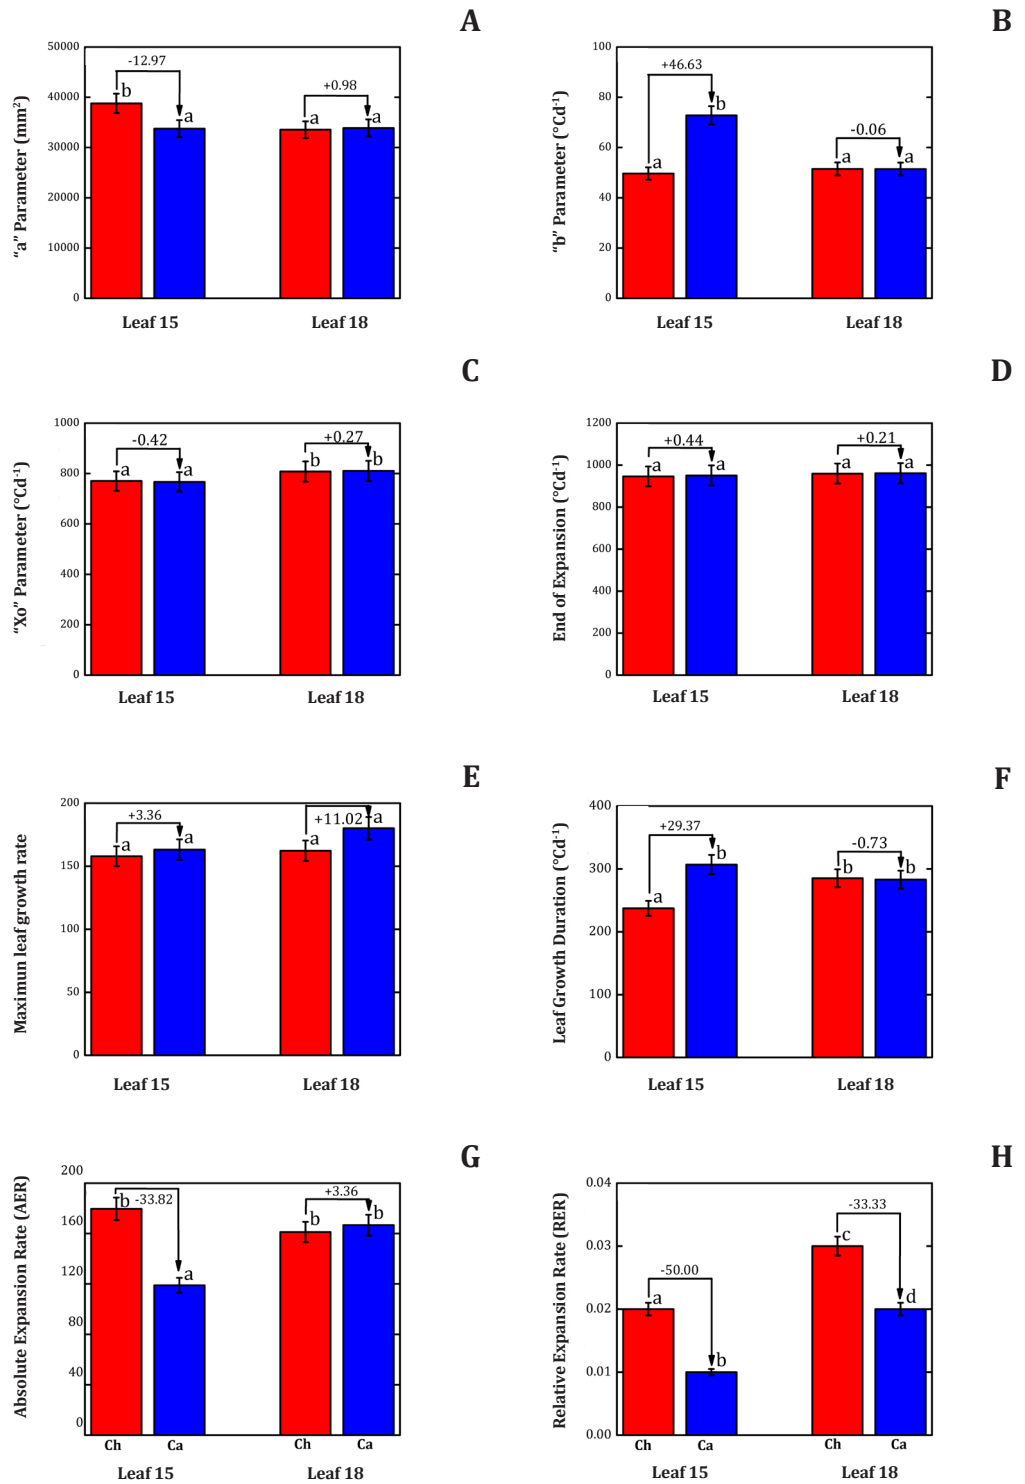 A
"a" Parameter (mm²)
50000
40000
30000
20000
10000
0
-12.97
b
a
+0.98
a
a
Leaf 15
Leaf 18
B
"b" Parameter (°Cd⁻¹)
100
80
60
40
20
0
+46.63
a
b
-0.06
a
a
Leaf 15
Leaf 18
C
"Xo" Parameter (°Cd⁻¹)
1000
800
600
400
200
0
-0.42
a
a
+0.27
b
b
Leaf 15
Leaf 18
D
End of Expansion (°Cd⁻¹)
1200
1000
800
600
400
200
0
+0.44
a
a
+0.21
a
a
Leaf 15
Leaf 18
E
Maximun leaf growth rate
200
150
100
50
0
+3.36
a
a
+11.02
a
a
Leaf 15
Leaf 18
F
Leaf Growth Duration (°Cd⁻¹)
400
300
200
100
0
+29.37
a
b
-0.73
b
b
Leaf 15
Leaf 18
G
Absolute Expansion Rate (AER)
200
160
120
80
40
0
-33.82
b
a
+3.36
b
b
Ch
Ca
Ch
Ca
Leaf 15
Leaf 18
H
Relative Expansion Rate (RER)
0.04
0.03
0.02
0.01
0.00
-50.00
a
b
-33.33
c
d
Ch
Ca
Ch
Ca
Leaf 15
Leaf 18